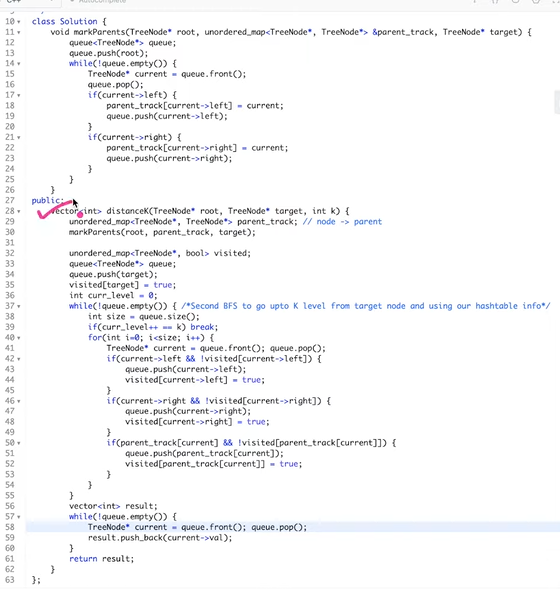 Autocomplete
10 class Solution {
11 void markParents(TreeNode* root, unordered_map<TreeNode*, TreeNode*> &parent_track, TreeNode* target) {
12 queue<TreeNode*> queue;
13 queue.push(root);
14 while(!queue.empty()) {
15 TreeNode* current = queue.front();
16 queue.pop();
17 if(current->left) {
18 parent_track[current->left] = current;
19 queue.push(current->left);
20 }
21 if(current->right) {
22 parent_track[current->right] = current;
23 queue.push(current->right);
24 }
25 }
26 }
27 public:
28 vector<int> distanceK(TreeNode* root, TreeNode* target, int k) {
29 unordered_map<TreeNode*, TreeNode*> parent_track; // node -> parent
30 markParents(root, parent_track, target);
31
32 unordered_map<TreeNode*, bool> visited;
33 queue<TreeNode*> queue;
34 queue.push(target);
35 visited[target] = true;
36 int curr_level = 0;
37 while(!queue.empty()) { /*Second BFS to go upto K level from target node and using our hashtable info*/
38 int size = queue.size();
39 if(curr_level++ == k) break;
40 for(int i=0; i<size; i++) {
41 TreeNode* current = queue.front(); queue.pop();
42 if(current->left && !visited[current->left]) {
43 queue.push(current->left);
44 visited[current->left] = true;
45 }
46 if(current->right && !visited[current->right]) {
47 queue.push(current->right);
48 visited[current->right] = true;
49 }
50 if(parent_track[current] && !visited[parent_track[current]]) {
51 queue.push(parent_track[current]);
52 visited[parent_track[current]] = true;
53 }
54 }
55 }
56 vector<int> result;
57 while(!queue.empty()) {
58 TreeNode* current = queue.front(); queue.pop();
59 result.push_back(current->val);
60 }
61 return result;
62 }
63 };